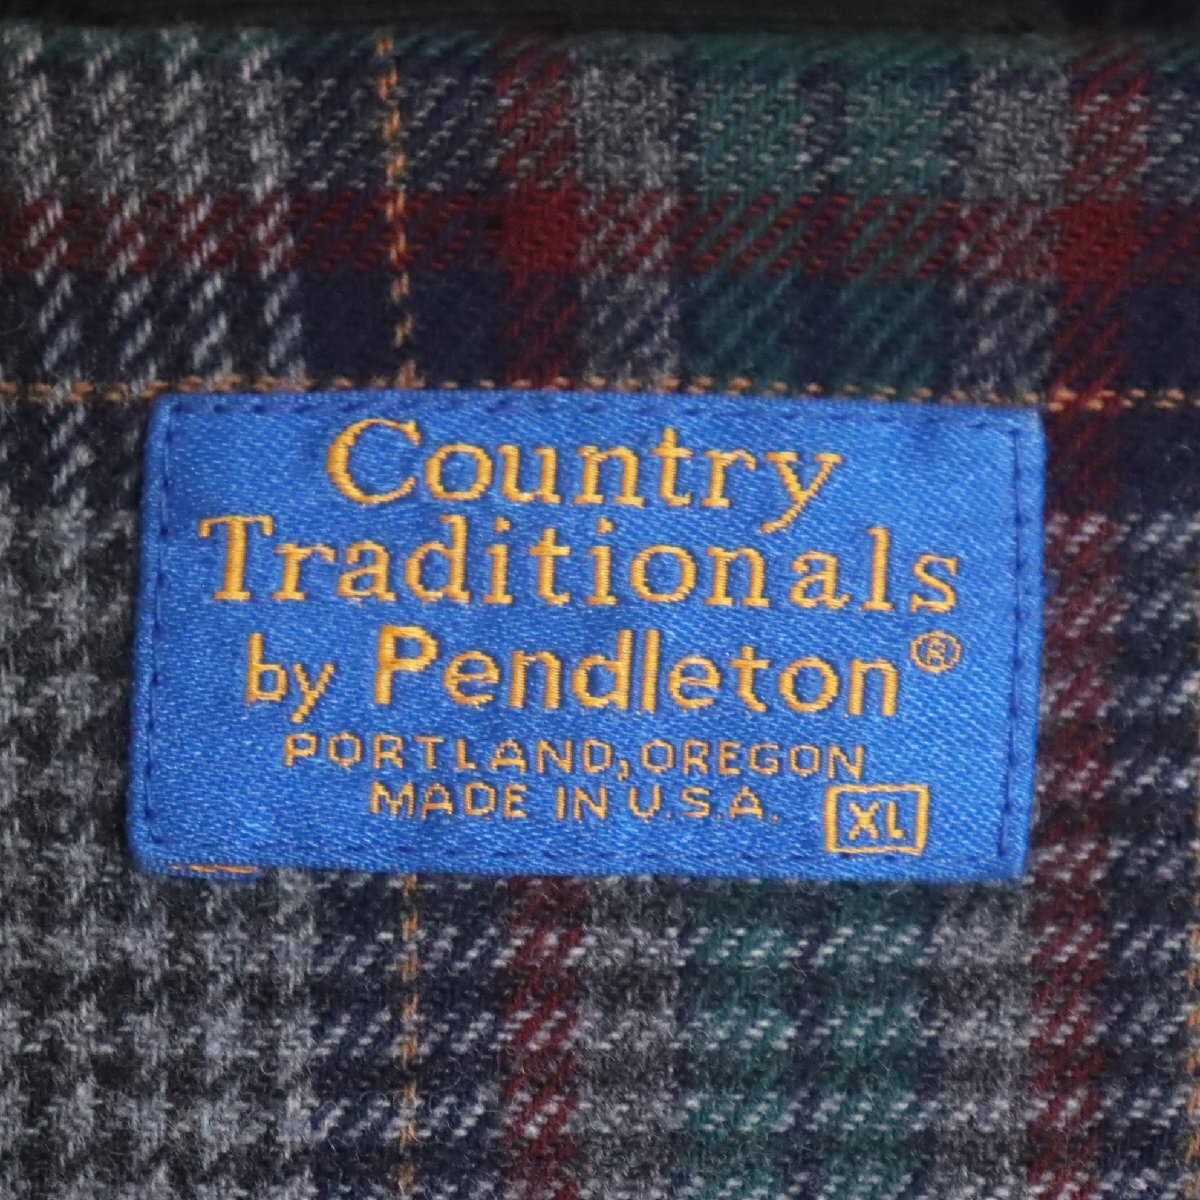 Country
Traditionals
by Pendleton®
PORTLAND, OREGON
MADE IN U.S.A.
XL